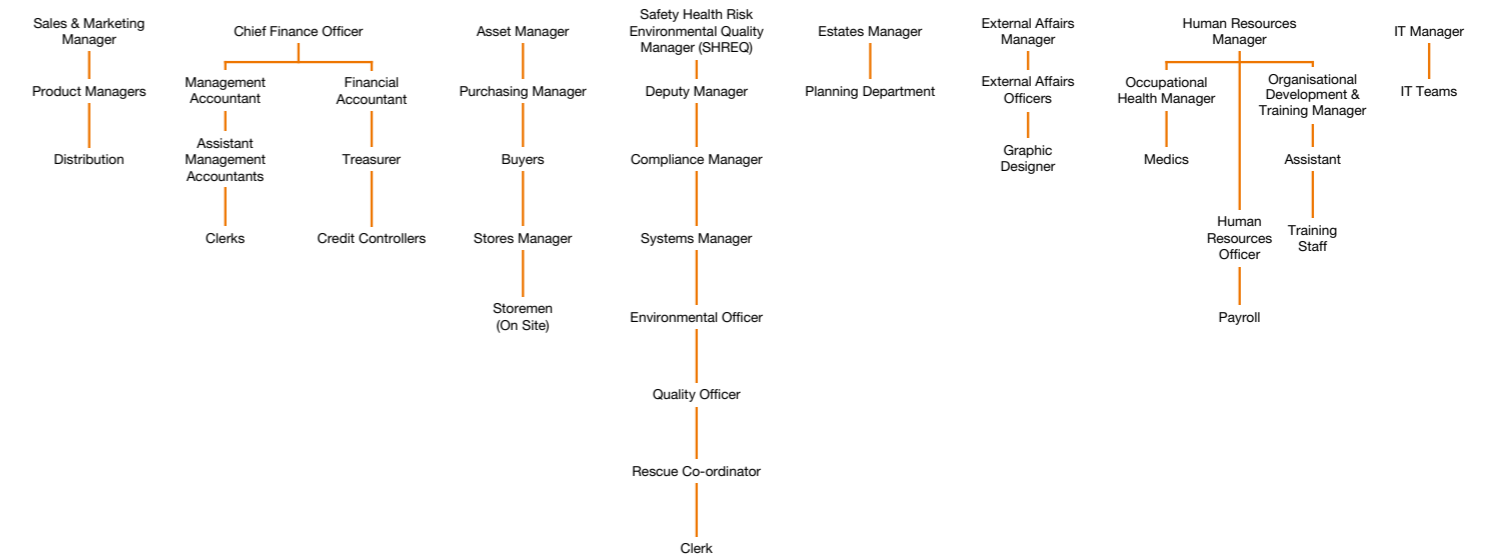 Sales & Marketing
Manager
Product Managers
Distribution
Chief Finance Officer
Management
Accountant
Assistant
Management
Accountants
Clerks
Financial
Accountant
Treasurer
Credit Controllers
Asset Manager
Purchasing Manager
Buyers
Stores Manager
Storemen
(On Site)
Safety Health Risk
Environmental Quality
Manager (SHREQ)
Deputy Manager
Compliance Manager
Systems Manager
Environmental Officer
Quality Officer
Rescue Co-ordinator
Clerk
Estates Manager
Planning Department
External Affairs
Manager
External Affairs
Officers
Graphic
Designer
Human Resources
Manager
Occupational
Health Manager
Medics
Human
Resources
Officer
Payroll
Organisational
Development &
Training Manager
Assistant
Training
Staff
IT Manager
IT Teams